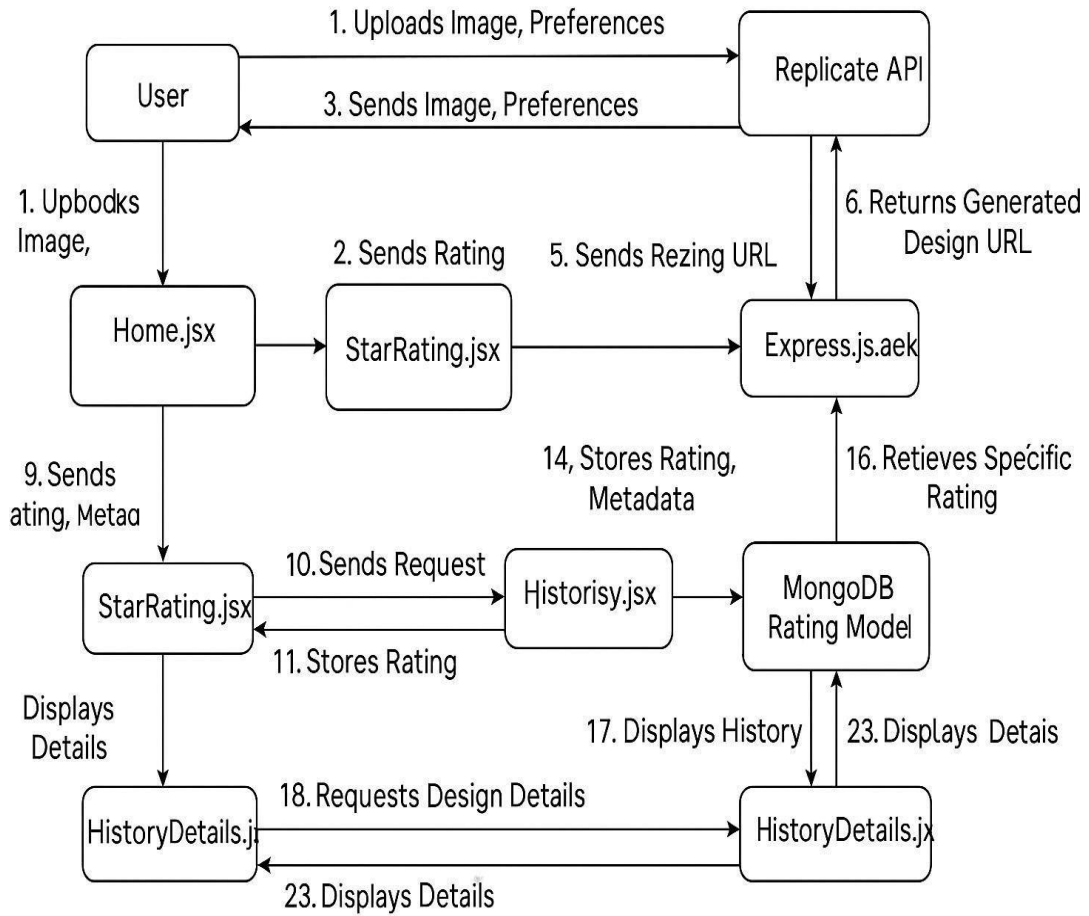 1. Uploads Image, Preferences
User
Replicate API
3. Sends Image, Preferences
1. Upbodks
Image,
6. Returns Generated
Design URL
2. Sends Rating
5. Sends Rezing URL
Home.jsx
StarRating.jsx
Express.js.aek
9. Sends
ating, Metaɑ
14, Stores Rating,
Metadata
16. Retieves Specific
Rating
10. Sends Request
StarRating.jsx
Historisy.jsx
MongoDB
Rating Model
11. Stores Rating
Displays
Details
17. Displays History
23. Displays Detais
18. Requests Design Details
HistoryDetails.j
HistoryDetails.jx
23. Displays Details